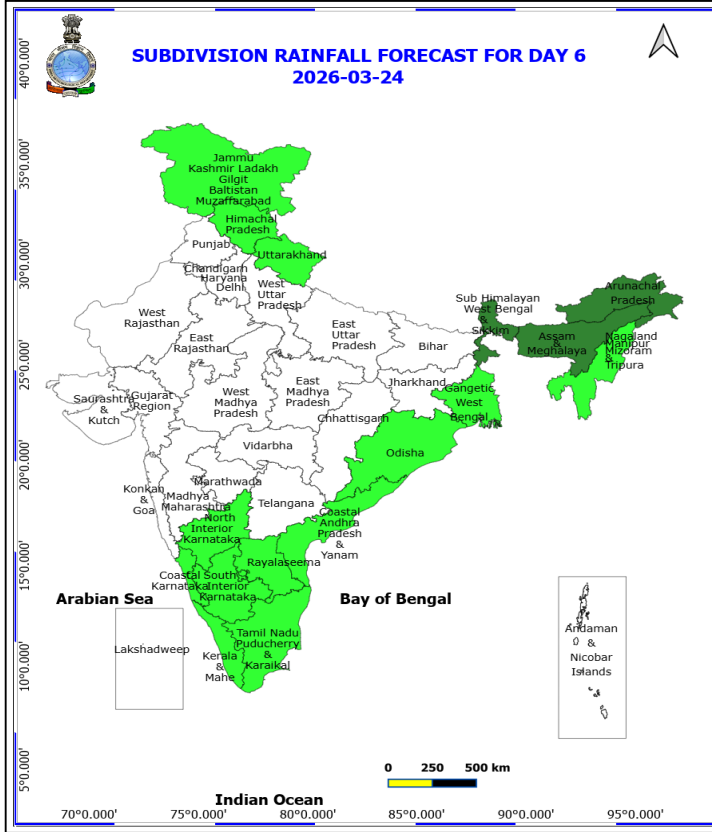 SUBDIVISION RAINFALL FORECAST FOR DAY 6
2026-03-24
40°0.000'
35°0.000'
30°0.000'
25°0.000'
20°0.000'
15°0.000'
10°0.000'
5°0.000'
Jammu
Kashmir Ladakh
Gilgit
Baltistan
Muzaffarabad
Himachal
Pradesh
Punjab
Uttarakhand
Chandigarh
Haryana
Delhi
West
Uttar
Pradesh
Arunachal
Pradesh
Sub Himalayan
West Bengal
&
Sikkim
West
Rajasthan
East
Rajasthan
East
Uttar
Pradesh
Bihar
Assam
&
Meghalaya
Nagaland
Manipur
Mizoram
&
Tripura
Saurashtra
&
Kutch
Gujarat
Region
West
Madhya
Pradesh
East
Madhya
Pradesh
Jharkhand
Gangetic
West
Bengal
Chhattisgarh
Vidarbha
Odisha
Konkan
&
Goa
Madhya
Maharashtra
Marathwada
Telangana
North
Interior
Karnataka
Coastal
Andhra
Pradesh
&
Yanam
Rayalaseema
Coastal
Karnataka
South
Interior
Karnataka
Arabian Sea
Bay of Bengal
Lakshadweep
Kerala
&
Mahe
Tamil Nadu
Puducherry
&
Karaikal
Andaman
&
Nicobar
Islands
0 250 500 km
Indian Ocean
70°0.000' 75°0.000' 80°0.000' 85°0.000' 90°0.000' 95°0.000'